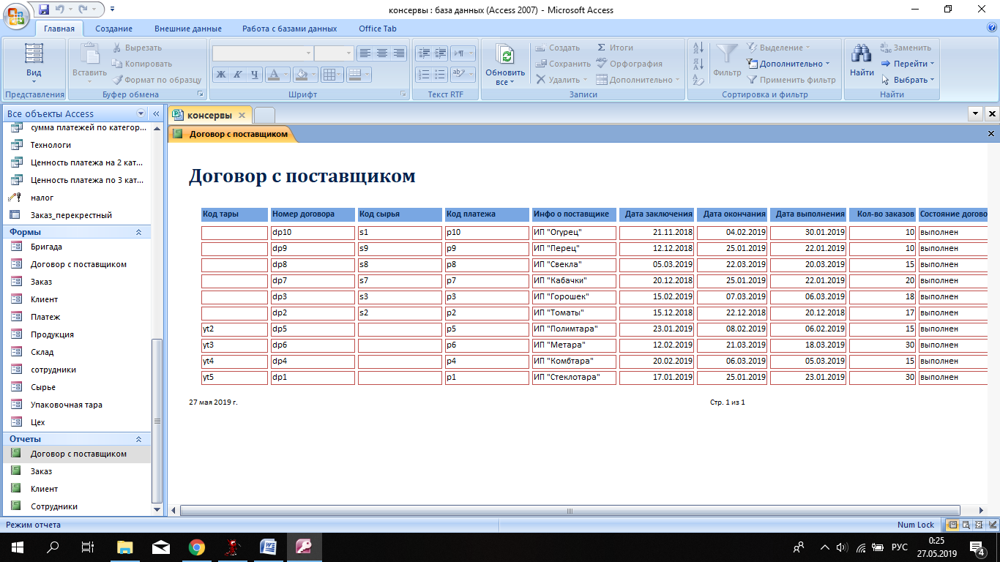 консервы : база данных (Access 2007) - Microsoft Access
Главная Создание Внешние данные Работа с базами данных Office Tab
Вид
Представления
Вставить
Вырезать
Копировать
Формат по образцу
Буфер обмена
Ж К Ч А
Шрифт
Текст RTF
Обновить все
Создать
Сохранить
Удалить
Итоги
Орфография
Дополнительно
Записи
Фильтр
Выделение
Дополнительно
Применить фильтр
Сортировка и фильтр
Найти
Заменить
Перейти
Выбрать
Найти
Все объекты Access
сумма платежей по категор...
Технологи
Ценность платежа на 2 кат...
Ценность платежа по 3 кат...
налог
Заказ_перекрестный
Формы
Бригада
Договор с поставщиком
Заказ
Клиент
Платеж
Продукция
Склад
сотрудники
Сырье
Упаковочная тара
Цех
Отчеты
Договор с поставщиком
Заказ
Клиент
Сотрудники
консервы
Договор с поставщиком
Договор с поставщиком
Код тары Номер договора Код сырья Код платежа Инфо о поставщике Дата заключения Дата окончания Дата выполнения Кол-во заказов Состояние догово
dp10 s1 p10 ИП "Огурец" 21.11.2018 04.02.2019 30.01.2019 10 выполнен
dp9 s9 p9 ИП "Перец" 12.12.2018 25.01.2019 22.01.2019 10 выполнен
dp8 s8 p8 ИП "Свекла" 05.03.2019 22.03.2019 20.03.2019 15 выполнен
dp7 s7 p7 ИП "Кабачки" 20.12.2018 25.01.2019 22.01.2019 20 выполнен
dp3 s3 p3 ИП "Горошек" 15.02.2019 07.03.2019 06.03.2019 18 выполнен
dp2 s2 p2 ИП "Томаты" 15.12.2018 22.12.2018 20.12.2018 17 выполнен
yt2 dp5 p5 ИП "Полимтара" 23.01.2019 08.02.2019 06.02.2019 15 выполнен
yt3 dp6 p6 ИП "Метара" 12.02.2019 21.03.2019 18.03.2019 30 выполнен
yt4 dp4 p4 ИП "Комбтара" 20.02.2019 06.03.2019 05.03.2019 15 выполнен
yt5 dp1 p1 ИП "Стеклотара" 17.01.2019 25.01.2019 23.01.2019 30 выполнен
27 мая 2019 г. Стр. 1 из 1
Режим отчета Num Lock
РУС
0:25
27.05.2019
4